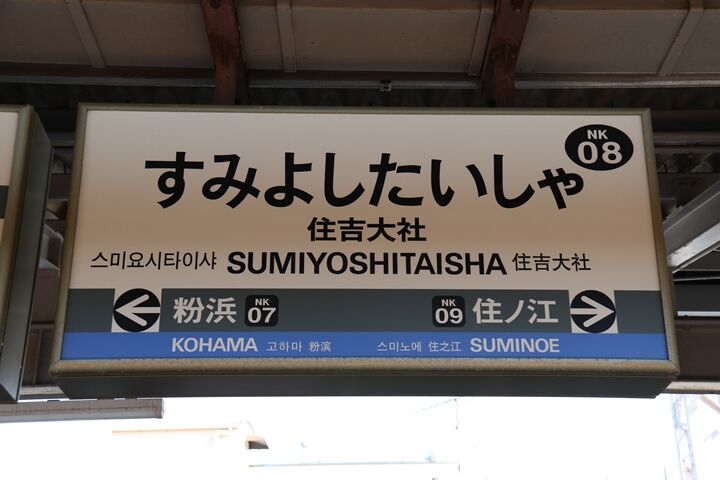 NK
08
すみよしたいしゃ
住吉大社
스미요시타이샤 SUMIYOSHITAISHA 住吉大社
粉浜 NK 07 NK 09 住ノ江
KOHAMA 고하마 粉滨 스미노에 住之江 SUMINOE